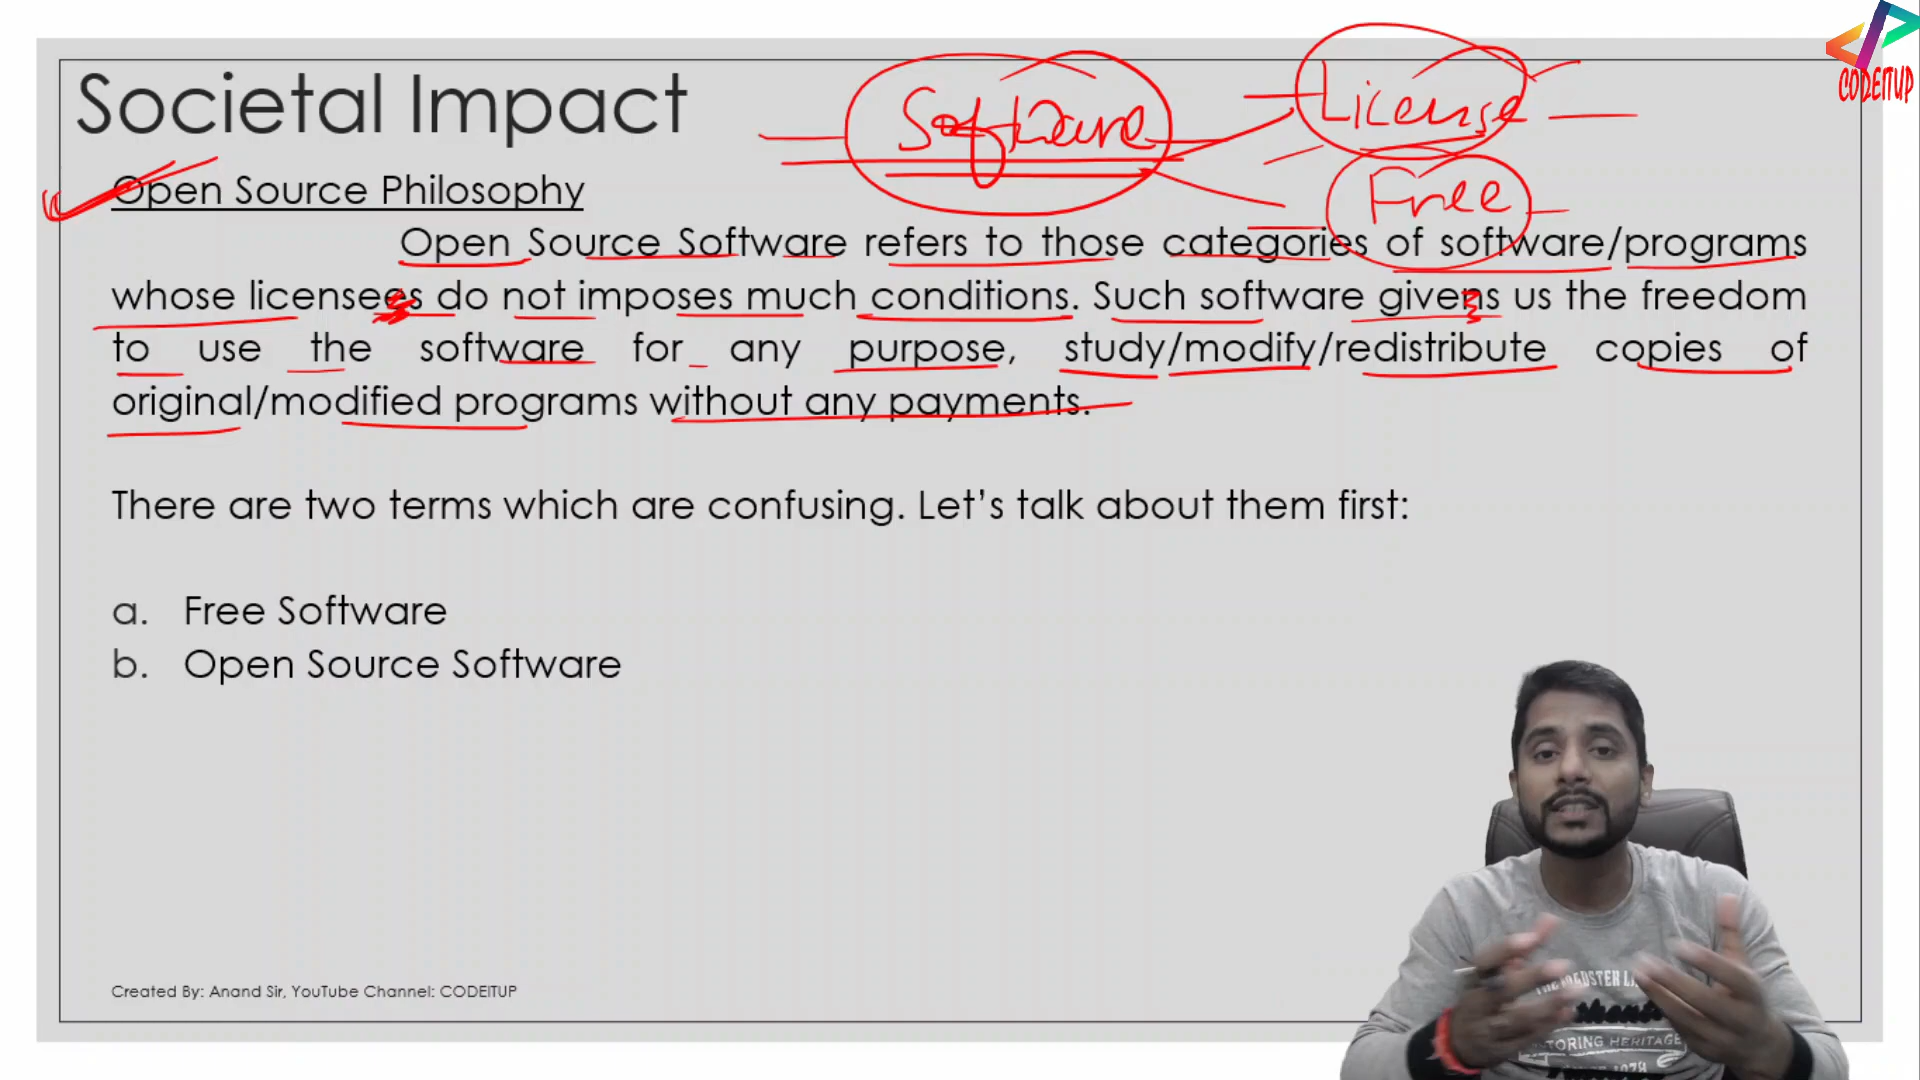 CODEITUP
Societal Impact
Software
License
Free
Open Source Philosophy
Open Source Software refers to those categories of software/programs
whose licensees do not imposes much conditions. Such software givens us the freedom
to use the software for any purpose, study/modify/redistribute copies of
original/modified programs without any payments.
There are two terms which are confusing. Let's talk about them first:
a. Free Software
b. Open Source Software
Created By: Anand Sir, YouTube Channel: CODEITUP